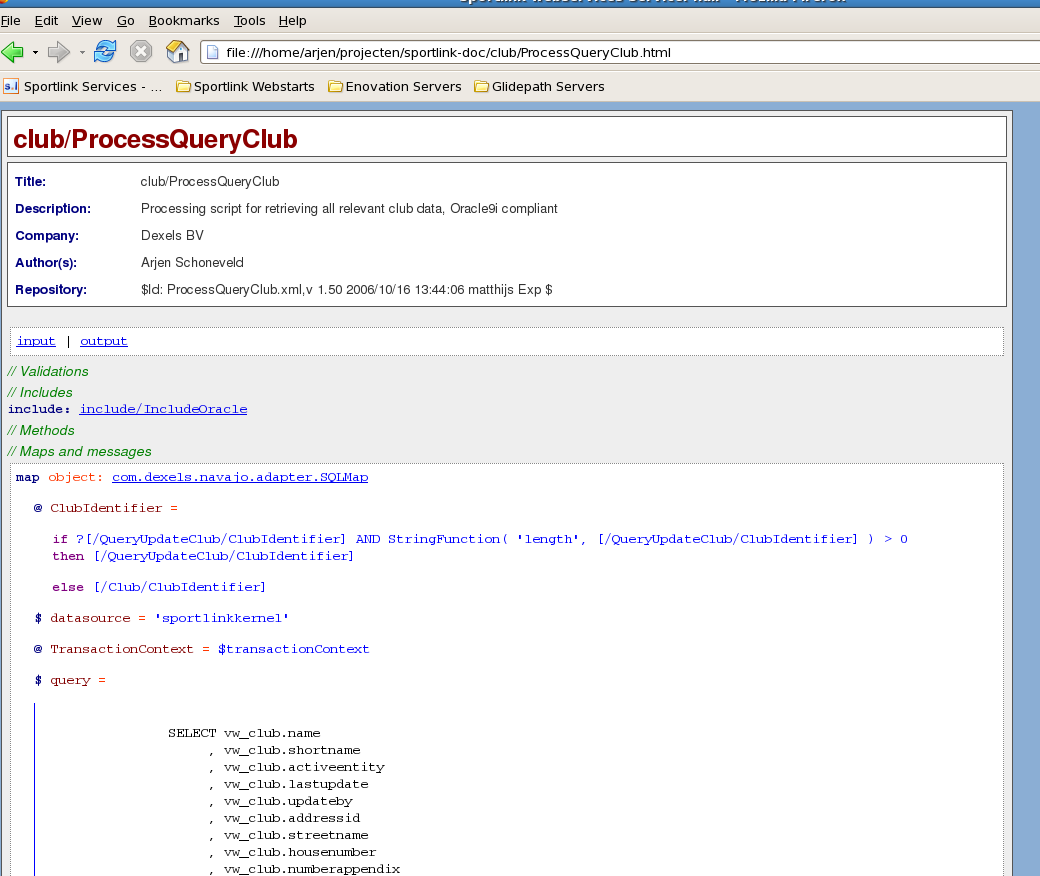 File Edit View Go Bookmarks Tools Help
file:///home/arjen/projecten/sportlink-doc/club/ProcessQueryClub.html
s.l Sportlink Services - ... Sportlink Webstarts Enovation Servers Glidepath Servers
club/ProcessQueryClub
Title: club/ProcessQueryClub
Description: Processing script for retrieving all relevant club data, Oracle9i compliant
Company: Dexels BV
Author(s): Arjen Schoneveld
Repository: $Id: ProcessQueryClub.xml,v 1.50 2006/10/16 13:44:06 matthijs Exp $
input | output
// Validations
// Includes
include: include/IncludeOracle
// Methods
// Maps and messages
map object: com.dexels.navajo.adapter.SQLMap
@ ClubIdentifier =
if ?[/QueryUpdateClub/ClubIdentifier] AND StringFunction( 'length', [/QueryUpdateClub/ClubIdentifier] ) > 0
then [/QueryUpdateClub/ClubIdentifier]
else [/Club/ClubIdentifier]
$ datasource = 'sportlinkkernel'
@ TransactionContext = $transactionContext
$ query =
SELECT vw_club.name
, vw_club.shortname
, vw_club.activeentity
, vw_club.lastupdate
, vw_club.updateby
, vw_club.addressid
, vw_club.streetname
, vw_club.housenumber
, vw_club.numberappendix